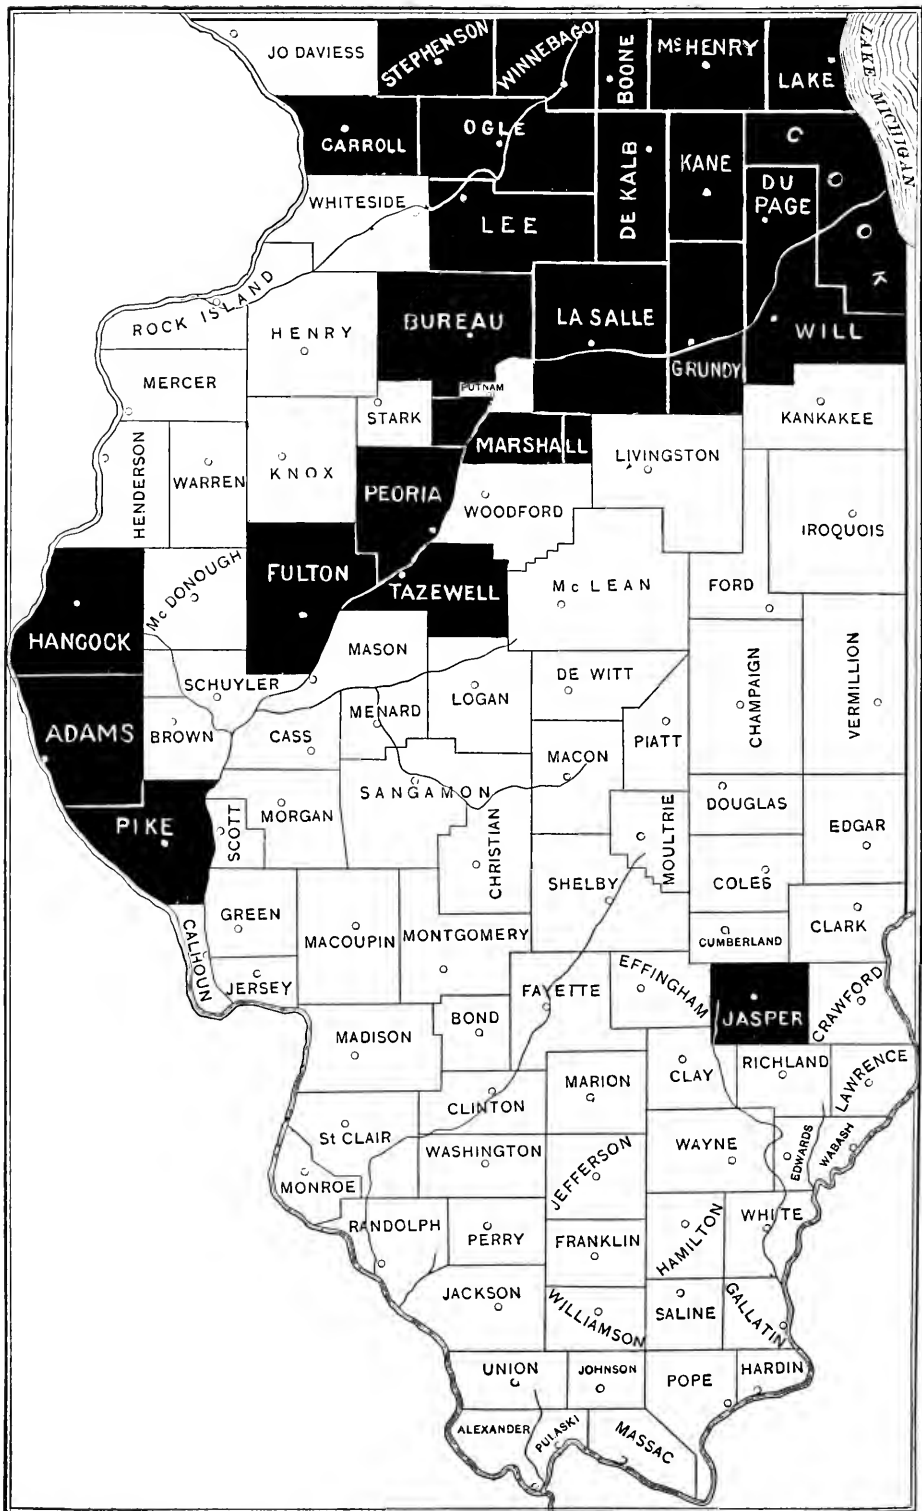 JO DAVIESS
STEPHENSON
WINNEBAGO
BOONE
McHENRY
LAKE
LAKE MICHIGAN
CARROLL
OGLE
DE KALB
KANE
COOK
DU PAGE
WHITESIDE
LEE
ROCK ISLAND
HENRY
BUREAU
LA SALLE
GRUNDY
WILL
MERCER
PUTNAM
STARK
KANKAKEE
HENDERSON
WARREN
KNOX
MARSHALL
LIVINGSTON
PEORIA
WOODFORD
IROQUOIS
HANCOCK
McDONOUGH
FULTON
TAZEWELL
McLEAN
FORD
MASON
SCHUYLER
LOGAN
DE WITT
CHAMPAIGN
VERMILLION
ADAMS
BROWN
CASS
MENARD
MACON
PIATT
SANGAMON
DOUGLAS
PIKE
SCOTT
MORGAN
CHRISTIAN
MOULTRIE
EDGAR
SHELBY
COLES
GREEN
CALHOUN
MACOUPIN
MONTGOMERY
CUMBERLAND
CLARK
JERSEY
FAYETTE
EFFINGHAM
JASPER
CRAWFORD
MADISON
BOND
CLAY
RICHLAND
LAWRENCE
MARION
CLINTON
St CLAIR
WASHINGTON
JEFFERSON
WAYNE
EDWARDS
WABASH
MONROE
RANDOLPH
PERRY
FRANKLIN
HAMILTON
WHITE
JACKSON
WILLIAMSON
SALINE
GALLATIN
UNION
JOHNSON
POPE
HARDIN
ALEXANDER
PULASKI
MASSAC